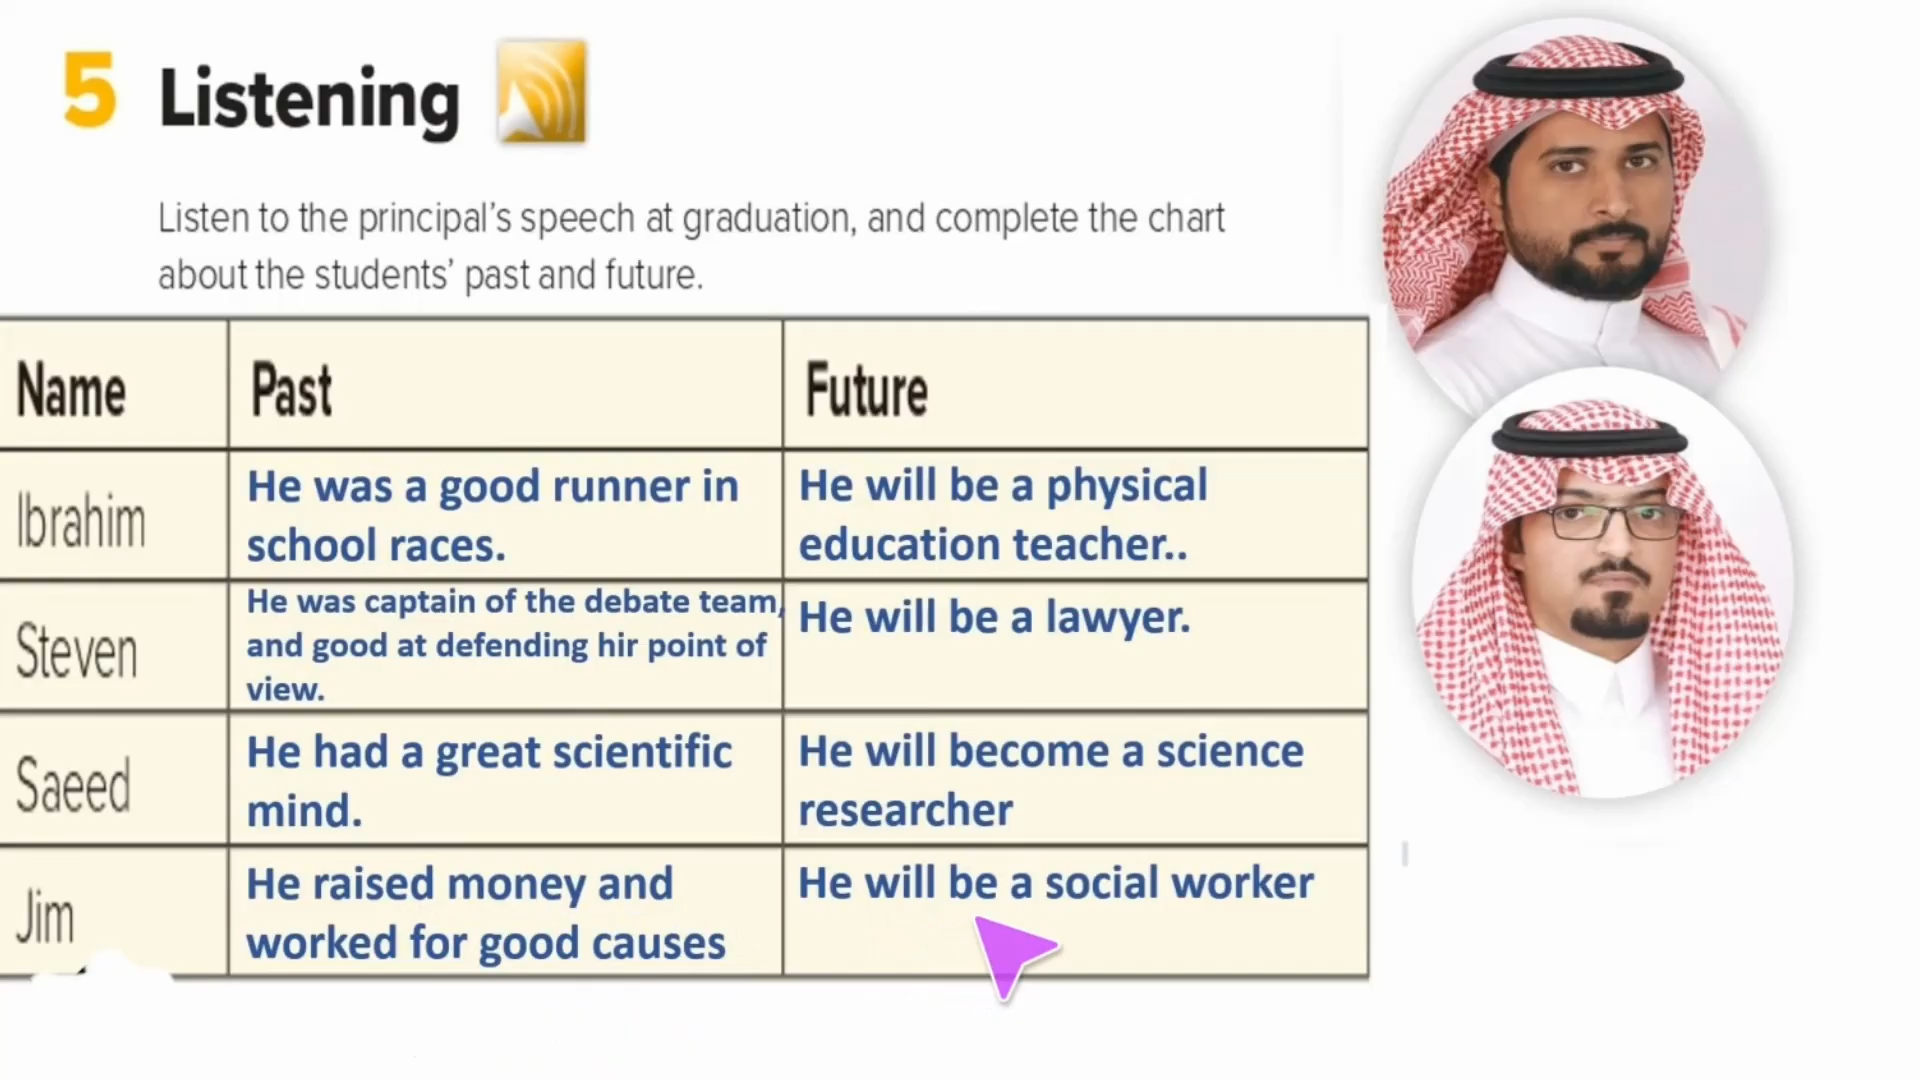 5 Listening
Listen to the principal's speech at graduation, and complete the chart
about the students' past and future.
Name Past Future
Ibrahim
He was a good runner in
school races.
He will be a physical
education teacher..
Steven
He was captain of the debate team,
and good at defending hir point of
view.
He will be a lawyer.
Saeed
He had a great scientific
mind.
He will become a science
researcher
Jim
He raised money and
worked for good causes
He will be a social worker